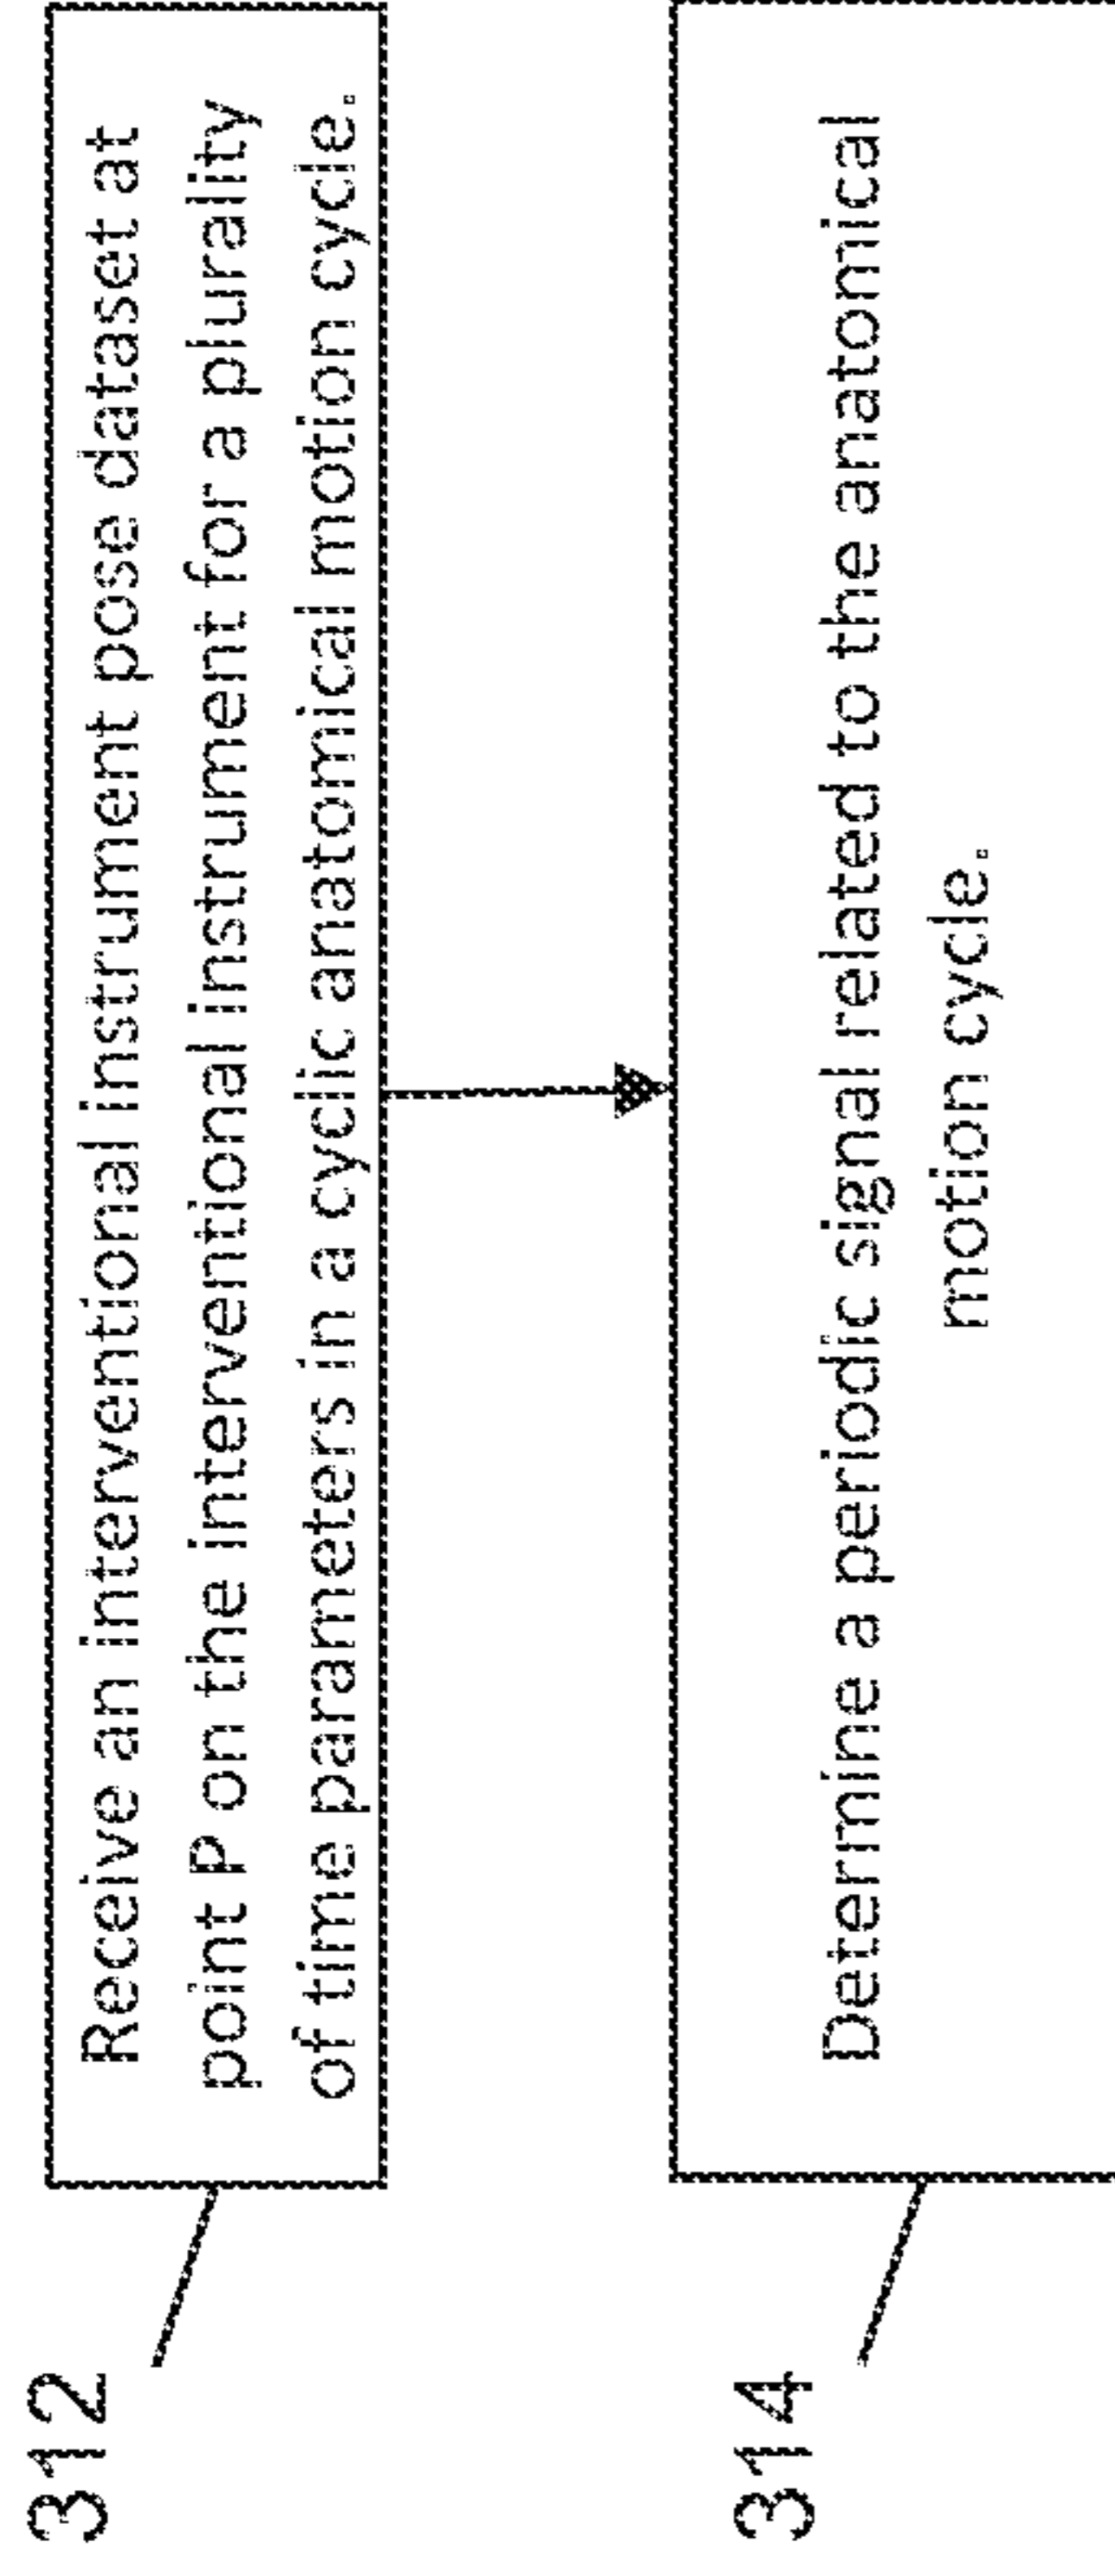 312
Receive an interventional instrument pose dataset at
point P on the interventional instrument for a plurality
of time parameters in a cyclic anatomical motion cycle.
314
Determine a periodic signal related to the anatomical
motion cycle.